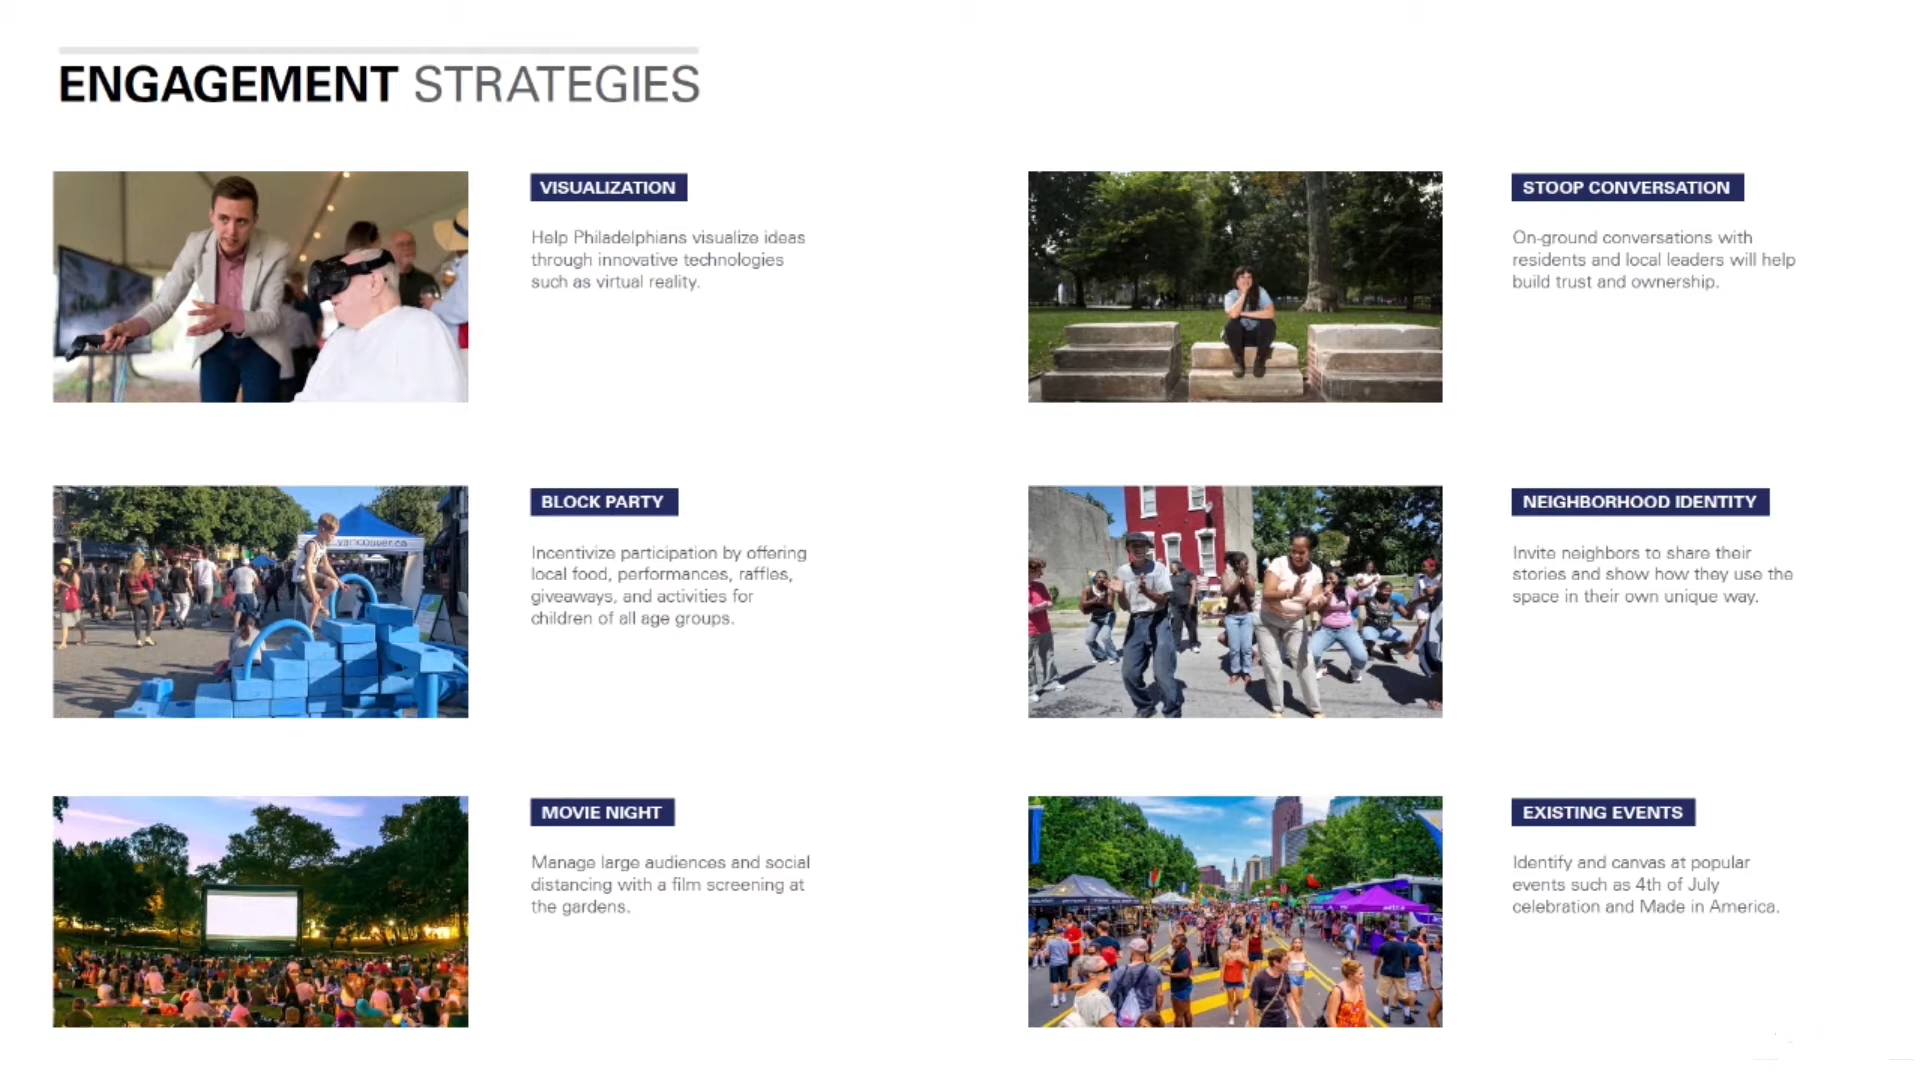 ENGAGEMENT STRATEGIES
VISUALIZATION
Help Philadelphians visualize ideas
through innovative technologies
such as virtual reality.
STOOP CONVERSATION
On-ground conversations with
residents and local leaders will help
build trust and ownership.
vancouver.ca
BLOCK PARTY
Incentivize participation by offering
local food, performances, raffles,
giveaways, and activities for
children of all age groups.
NEIGHBORHOOD IDENTITY
Invite neighbors to share their
stories and show how they use the
space in their own unique way.
MOVIE NIGHT
Manage large audiences and social
distancing with a film screening at
the gardens.
EXISTING EVENTS
Identify and canvas at popular
events such as 4th of July
celebration and Made in America.